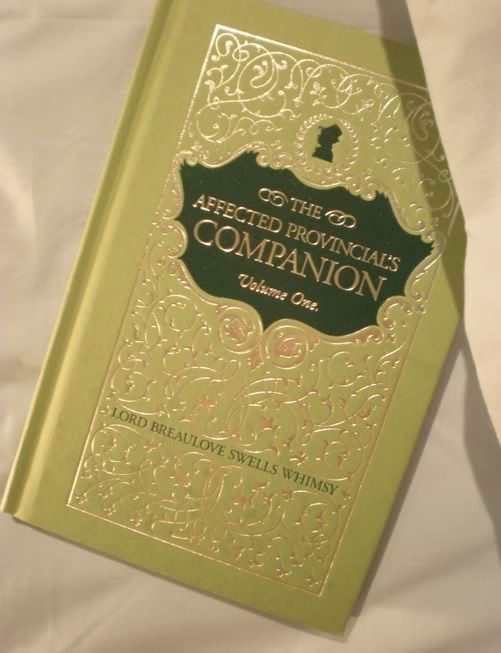 THE
AFFECTED PROVINCIAL'S
COMPANION
Volume One.
LORD BREAULOVE SWELLS WHIMSY